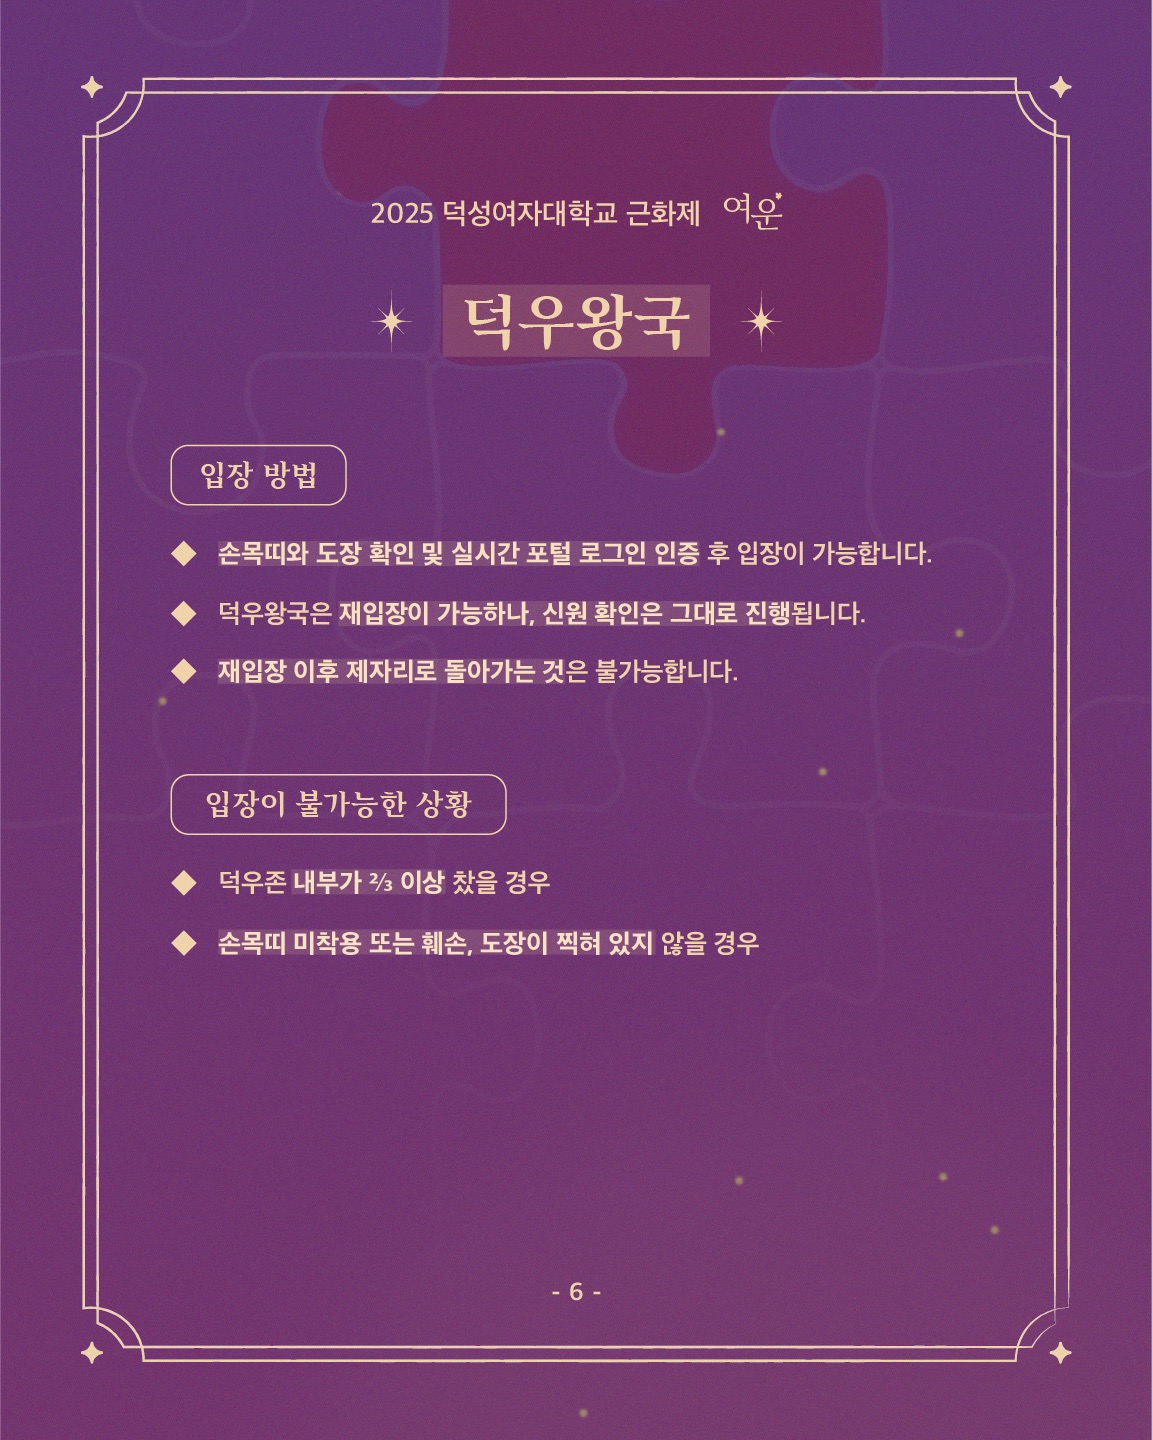 2025 덕성여자대학교 근화제 여운
덕우왕국
입장 방법
손목띠와 도장 확인 및 실시간 포털 로그인 인증 후 입장이 가능합니다.
덕우왕국은 재입장이 가능하나, 신원 확인은 그대로 진행됩니다.
재입장 이후 제자리로 돌아가는 것은 불가능합니다.
입장이 불가능한 상황
덕우존 내부가 ⅔ 이상 찼을 경우
손목띠 미착용 또는 훼손, 도장이 찍혀 있지 않을 경우
- 6 -